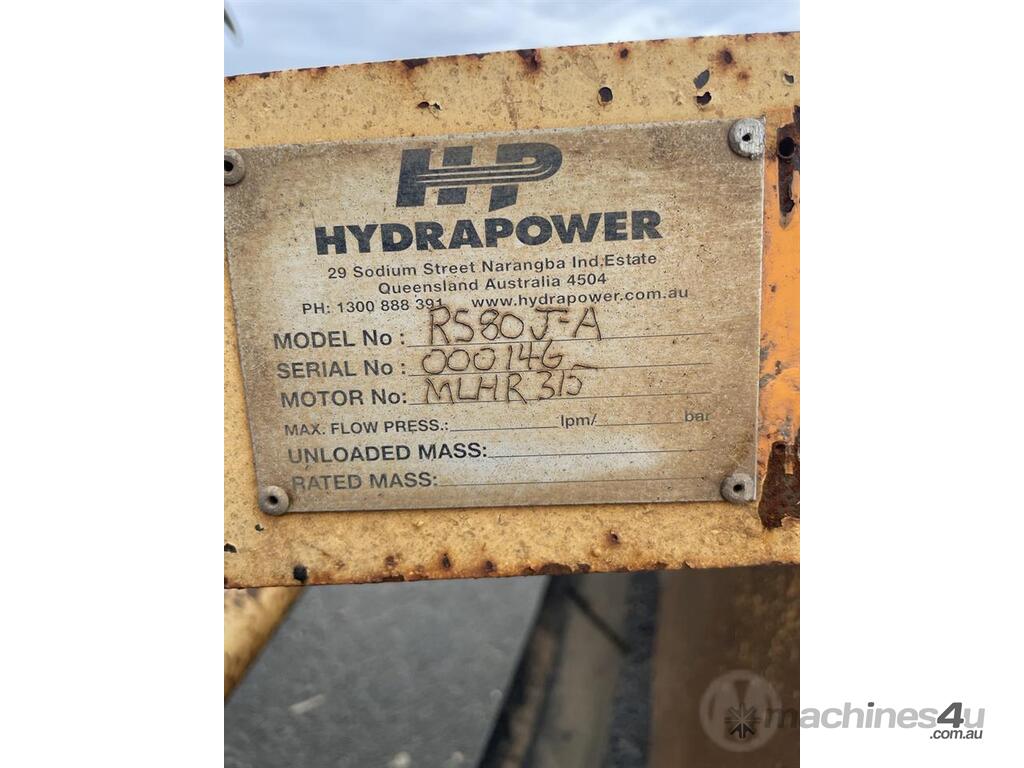 HP
HYDRAPOWER
29 Sodium Street Narangba Ind.Estate
Queensland Australia 4504
PH: 1300 888 391 www.hydrapower.com.au
MODEL No : RS80J-A
SERIAL No : 000146
MOTOR No: MLHR315
MAX. FLOW PRESS.: lpm/ bar
UNLOADED MASS:
RATED MASS:
machines4u
.com.au